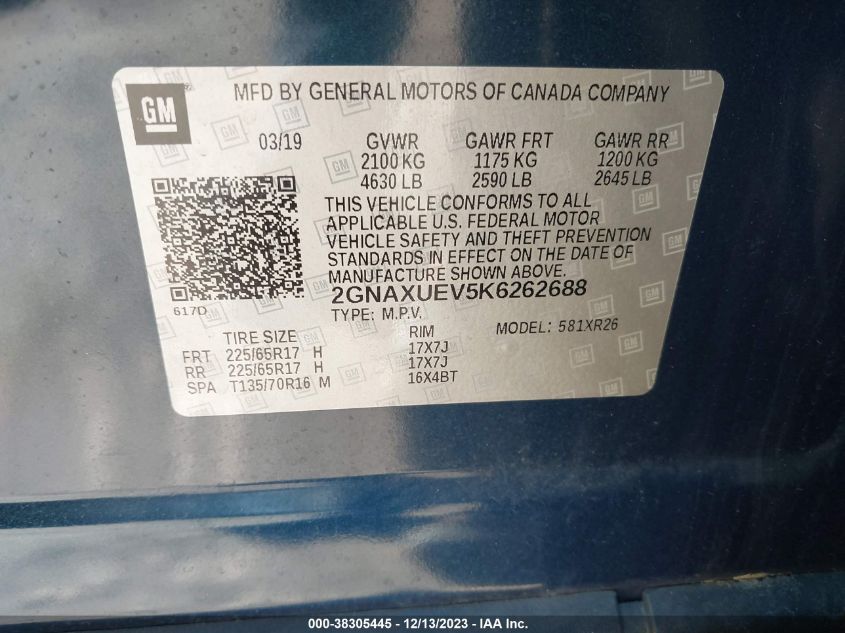 GM
MFD BY GENERAL MOTORS OF CANADA COMPANY
03/19 GVWR GAWR FRT GAWR RR
2100 KG 1175 KG 1200 KG
4630 LB 2590 LB 2645 LB
THIS VEHICLE CONFORMS TO ALL
APPLICABLE U.S. FEDERAL MOTOR
VEHICLE SAFETY AND THEFT PREVENTION
STANDARDS IN EFFECT ON THE DATE OF
MANUFACTURE SHOWN ABOVE.
2GNAXUEV5K6262688
617D
TYPE: M.P.V. MODEL: 581XR26
TIRE SIZE RIM
FRT 225/65R17 H 17X7J
RR 225/65R17 H 17X7J
SPA T135/70R16 M 16X4BT
000-38305445 - 12/13/2023 - IAA Inc.